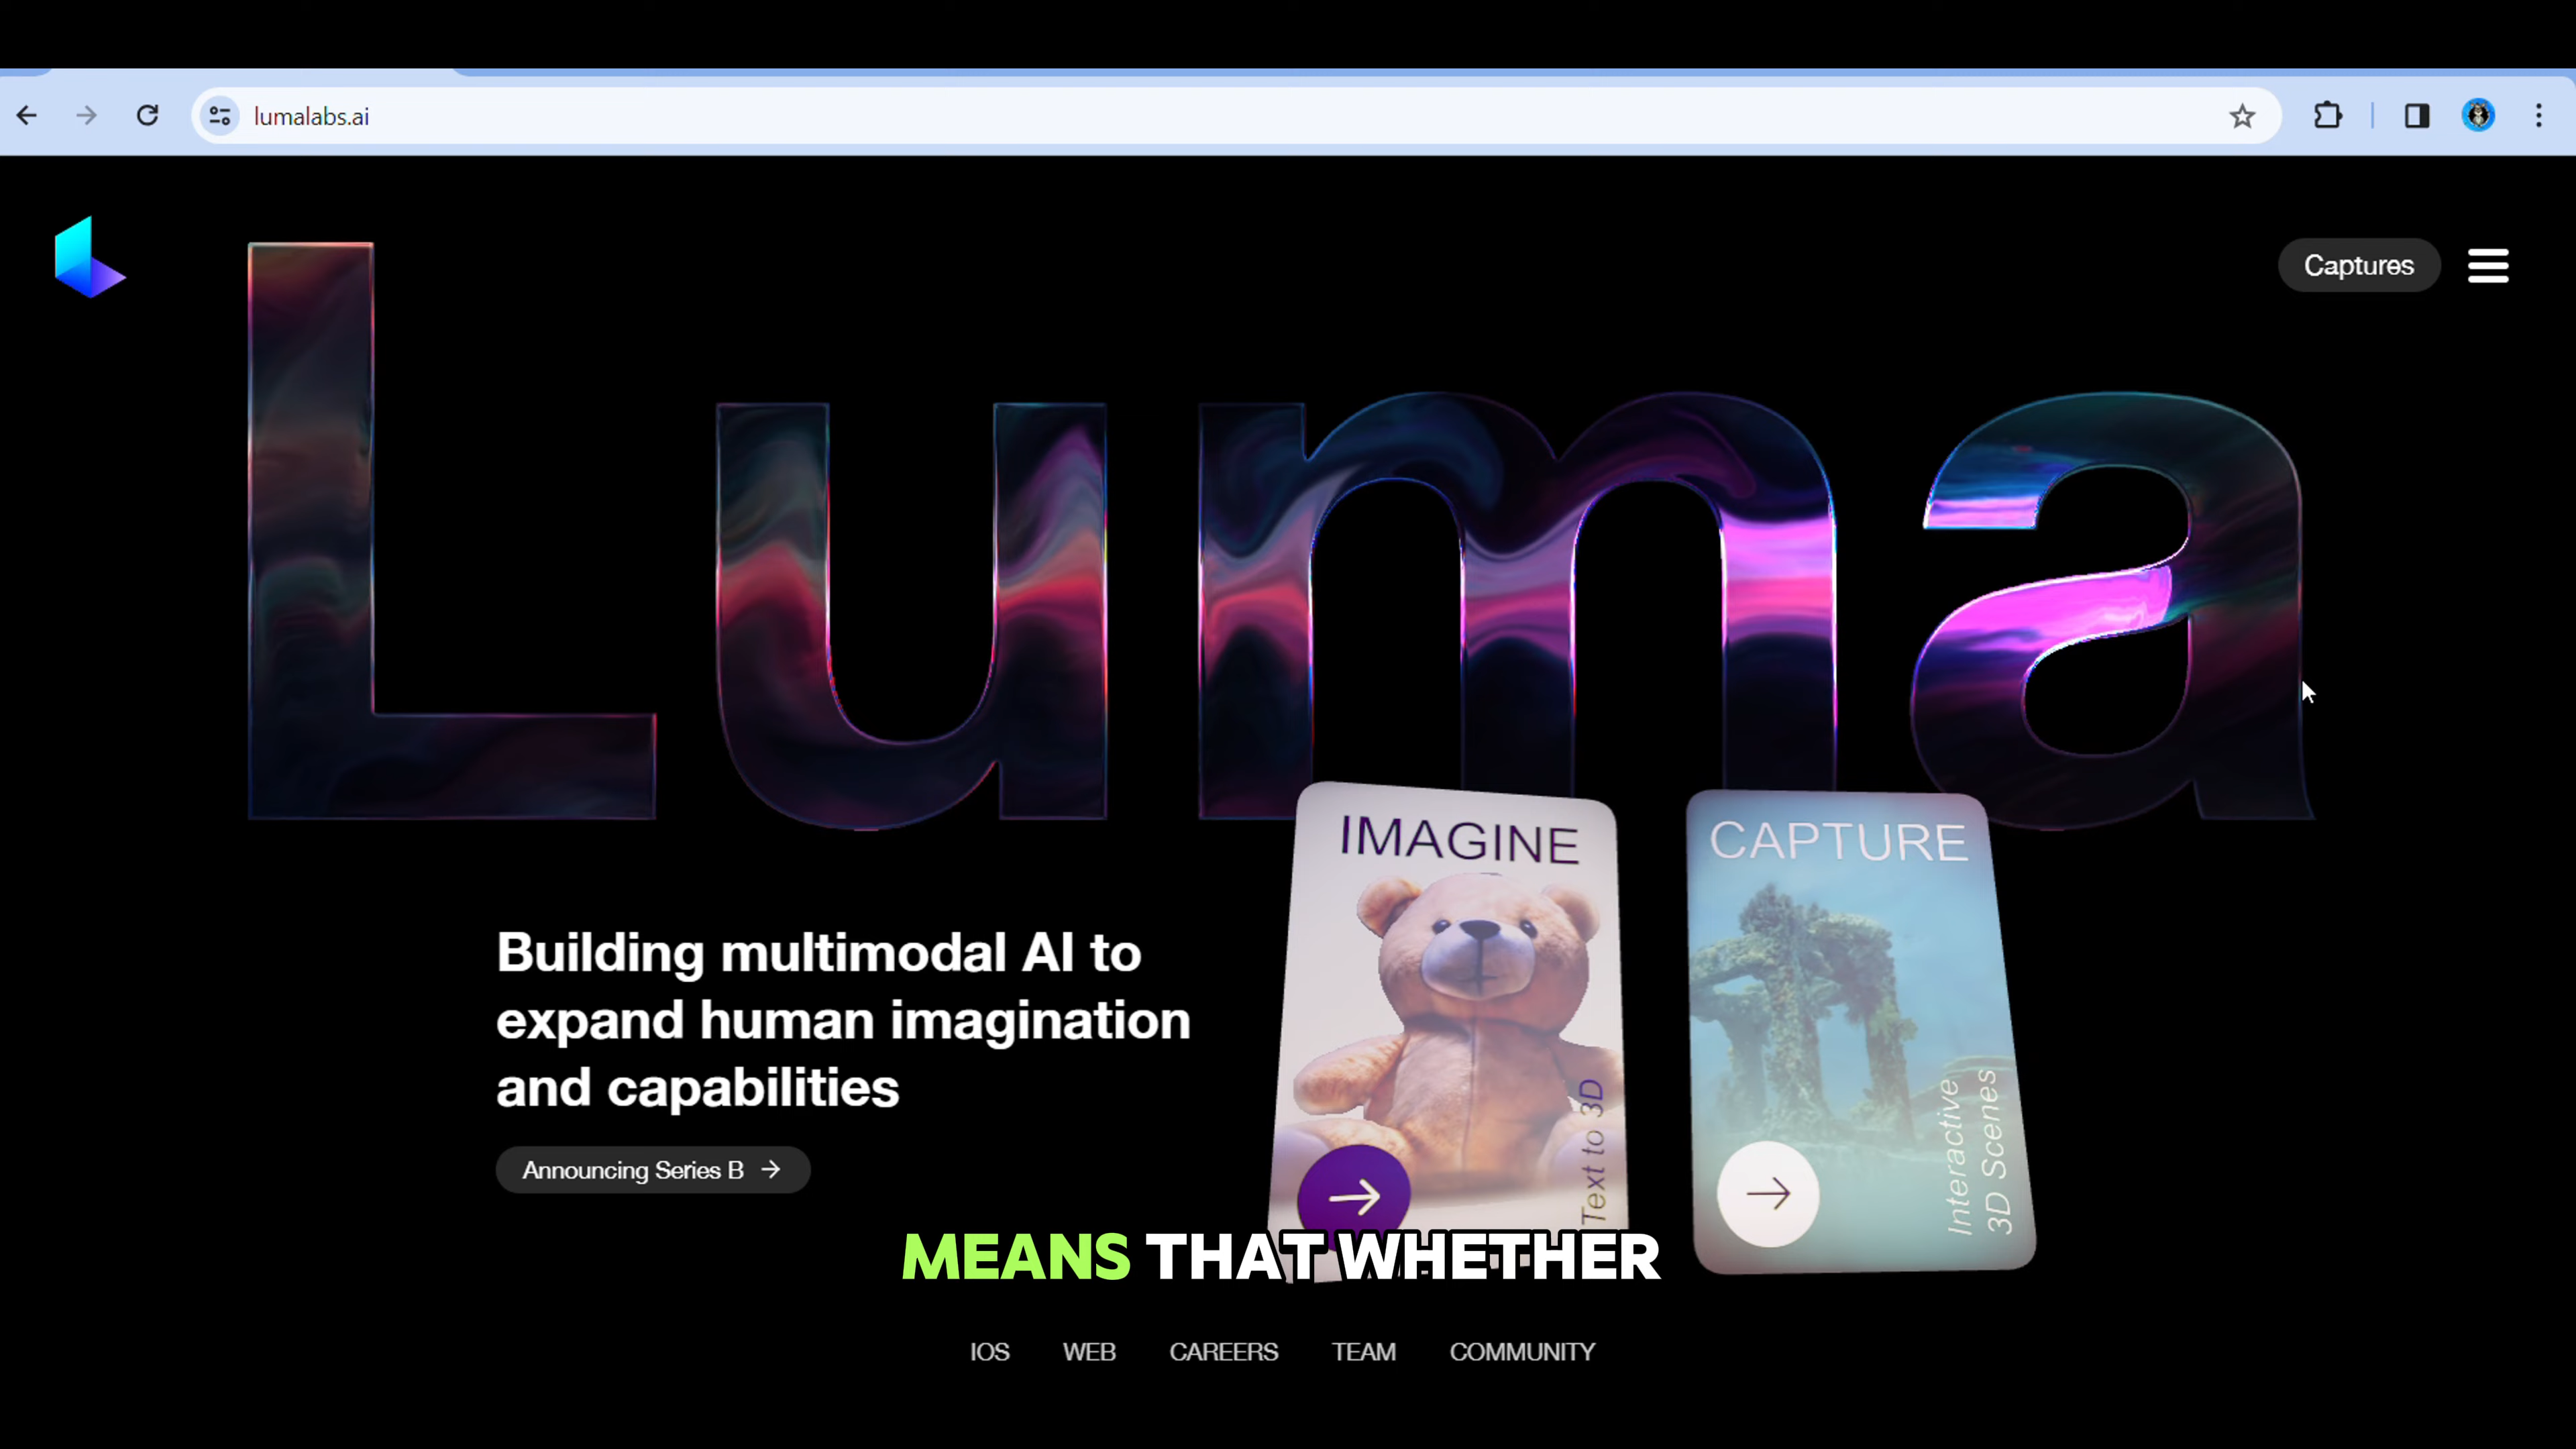 lumalabs.ai
Captures
Luma
IMAGINE
Text to 3D
CAPTURE
Interactive
3D Scenes
Building multimodal AI to
expand human imagination
and capabilities
Announcing Series B
MEANS THAT WHETHER
IOS WEB CAREERS TEAM COMMUNITY